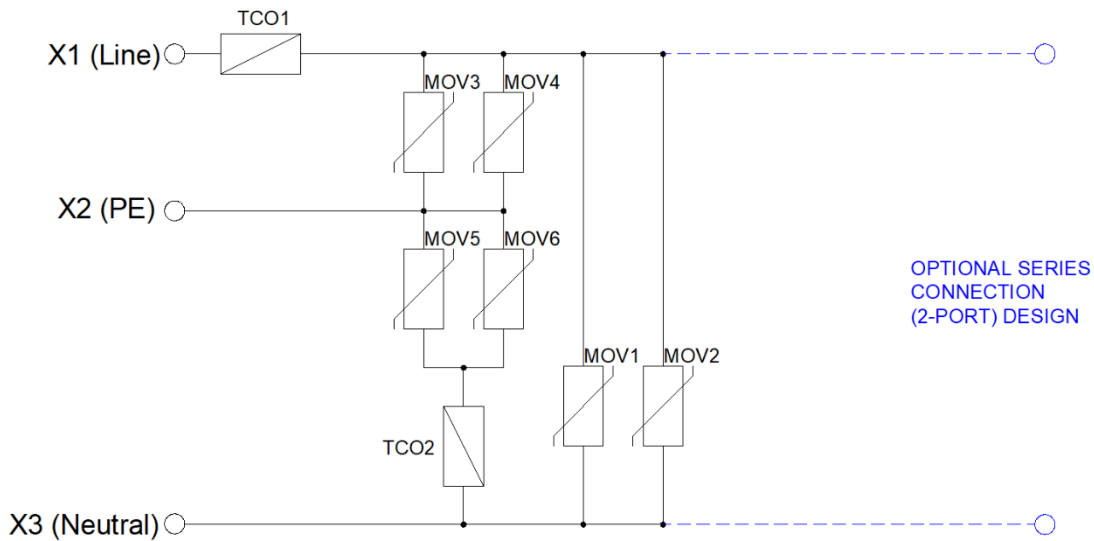 TCO1
X1 (Line)
MOV3
MOV4
X2 (PE)
MOV5
MOV6
OPTIONAL SERIES
CONNECTION
(2-PORT) DESIGN
MOV1
MOV2
TCO2
X3 (Neutral)